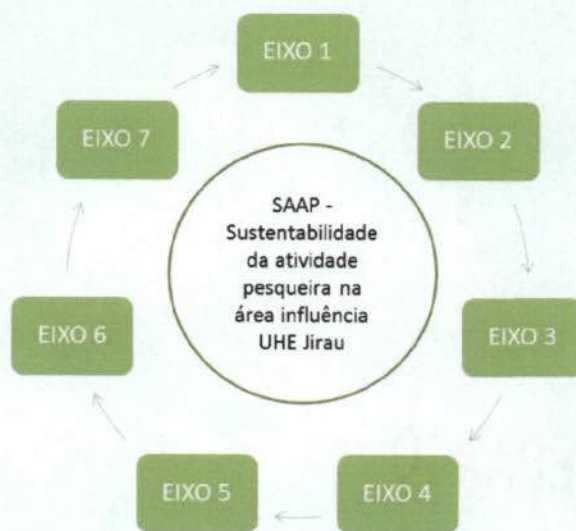 EIXO 1
EIXO 2
EIXO 3
EIXO 4
EIXO 5
EIXO 6
EIXO 7
SAAP -
Sustentabilidade
da atividade
pesqueira na
área influência
UHE Jirau